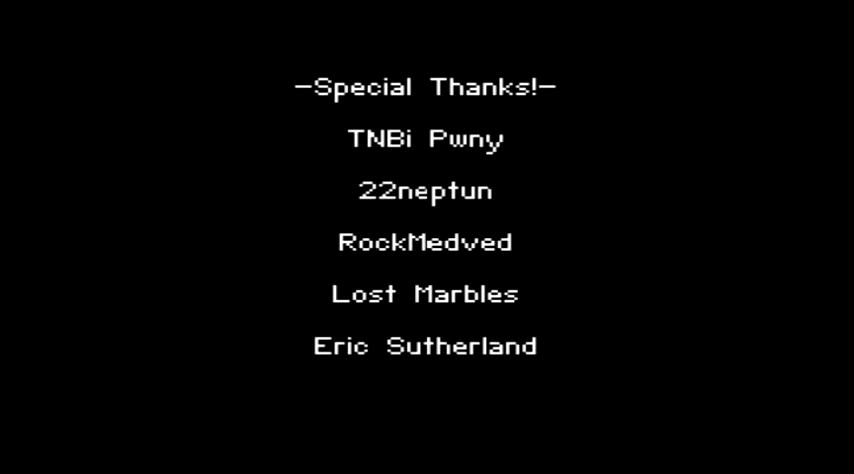 -Special Thanks!-
TNBi Pwny
22neptun
RockMedved
Lost Marbles
Eric Sutherland